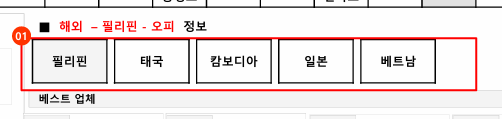 ■ 해외 – 필리핀 - 오피 정보
01
필리핀 태국 캄보디아 일본 베트남
베스트 업체